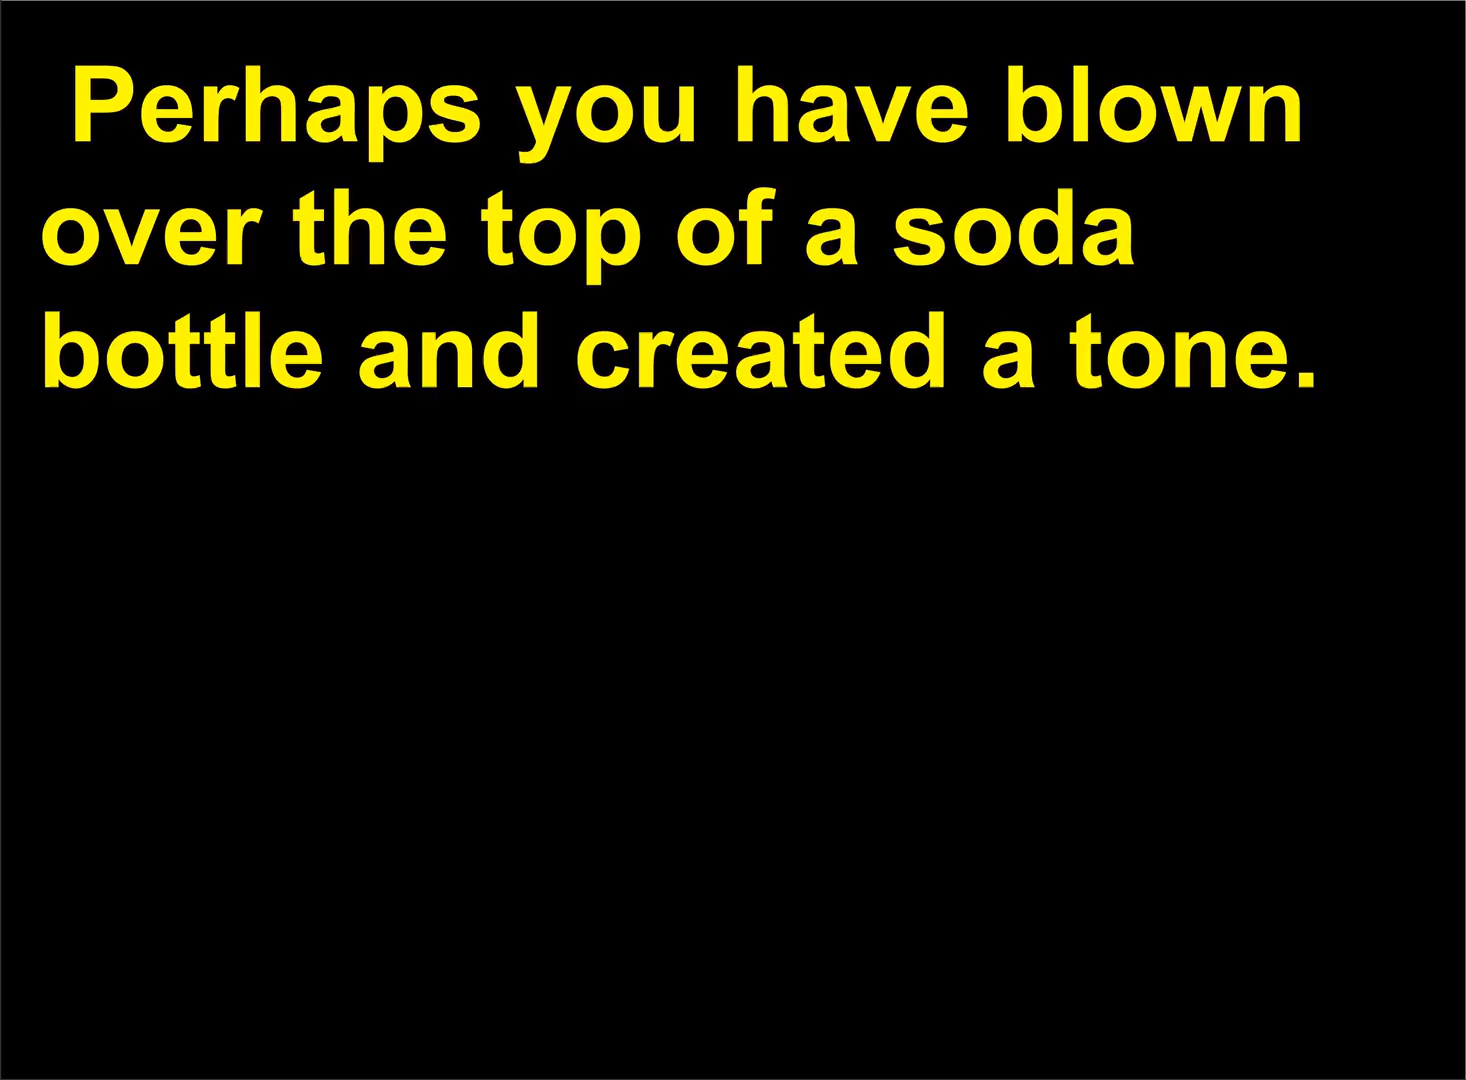 Perhaps you have blown
over the top of a soda
bottle and created a tone.